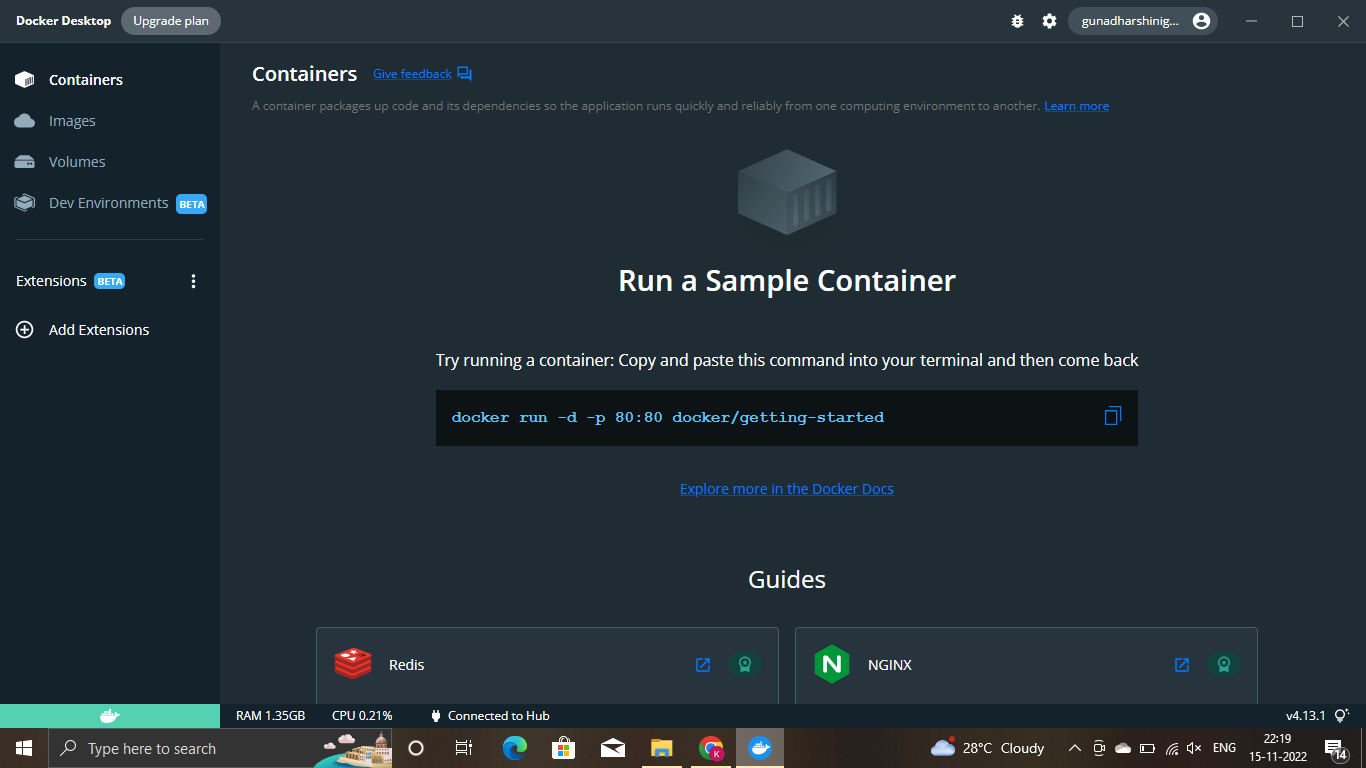 Docker Desktop Upgrade plan gunadharshinig...
Containers
Images
Volumes
Dev Environments BETA
Extensions BETA
Add Extensions
Containers Give feedback
A container packages up code and its dependencies so the application runs quickly and reliably from one computing environment to another. Learn more
Run a Sample Container
Try running a container: Copy and paste this command into your terminal and then come back
docker run -d -p 80:80 docker/getting-started
Explore more in the Docker Docs
Guides
Redis
N NGINX
RAM 1.35GB CPU 0.21% Connected to Hub v4.13.1
Type here to search K 28°C Cloudy ENG 22:19
15-11-2022 14